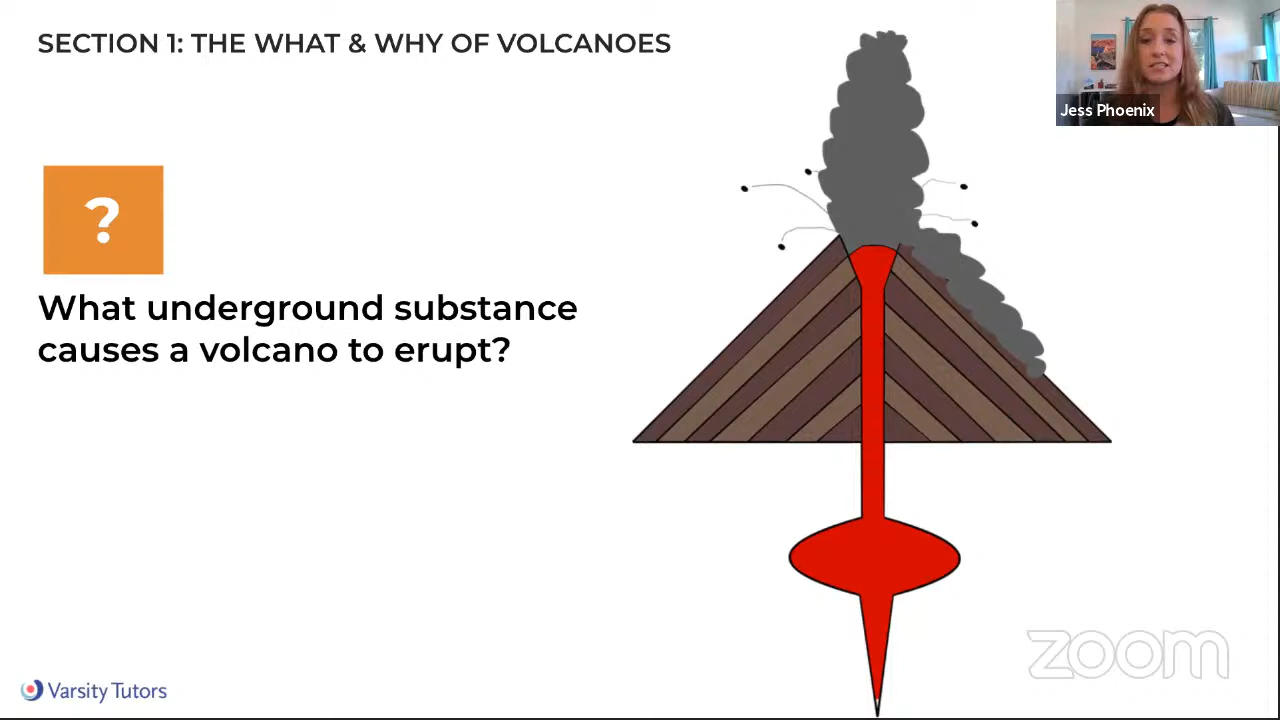 SECTION 1: THE WHAT & WHY OF VOLCANOES
Jess Phoenix
?
What underground substance
causes a volcano to erupt?
zoom
Varsity Tutors